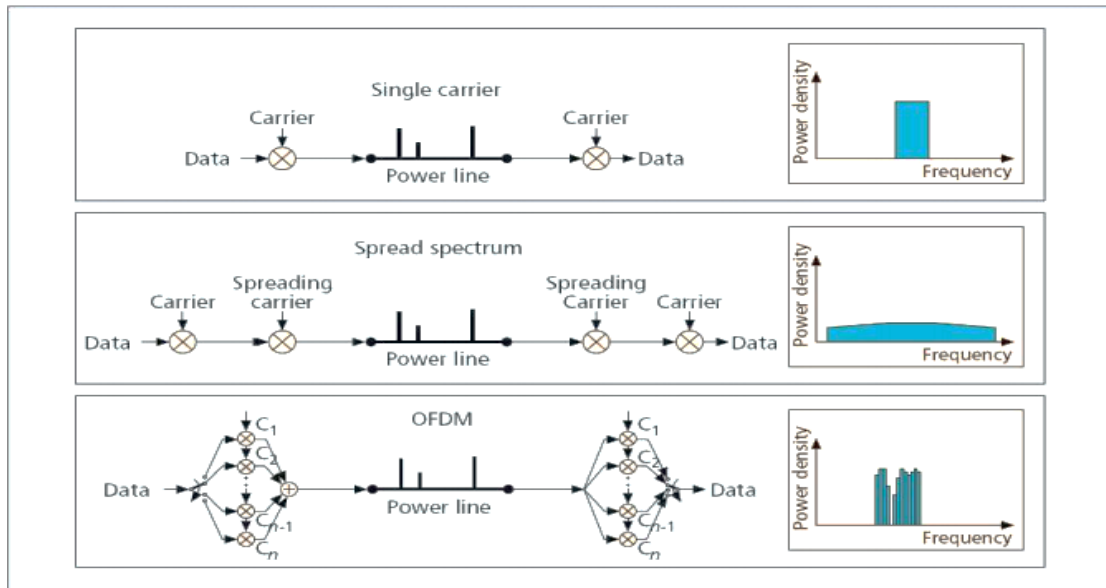 Single carrier
Carrier
Carrier
Data
Data
Power line
Power density
Frequency
Spread spectrum
Spreading
carrier
Carrier
Spreading
Carrier
Carrier
Data
Data
Power line
Power density
Frequency
OFDM
C1
C2
Cn-1
Cn
Data
Power line
C1
C2
Cn-1
Cn
Data
Power density
Frequency